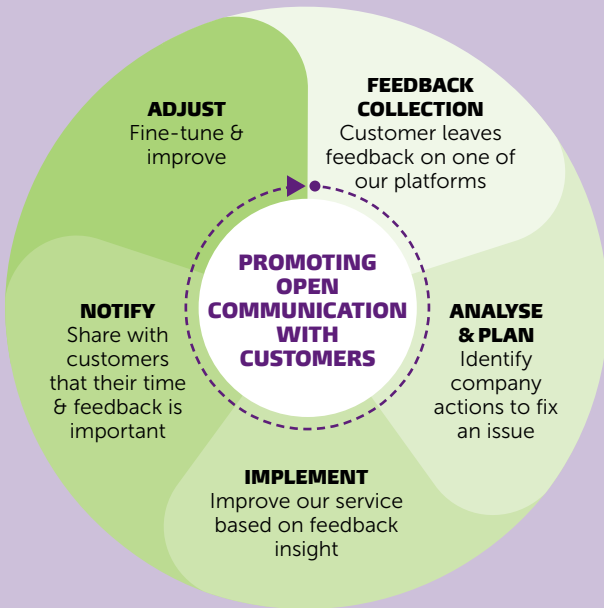 FEEDBACK
COLLECTION
Customer leaves
feedback on one of
our platforms
ANALYSE
& PLAN
Identify
company
actions to fix
an issue
IMPLEMENT
Improve our service
based on feedback
insight
NOTIFY
Share with
customers
that their time
& feedback is
important
ADJUST
Fine-tune &
improve
PROMOTING
OPEN
COMMUNICATION
WITH
CUSTOMERS